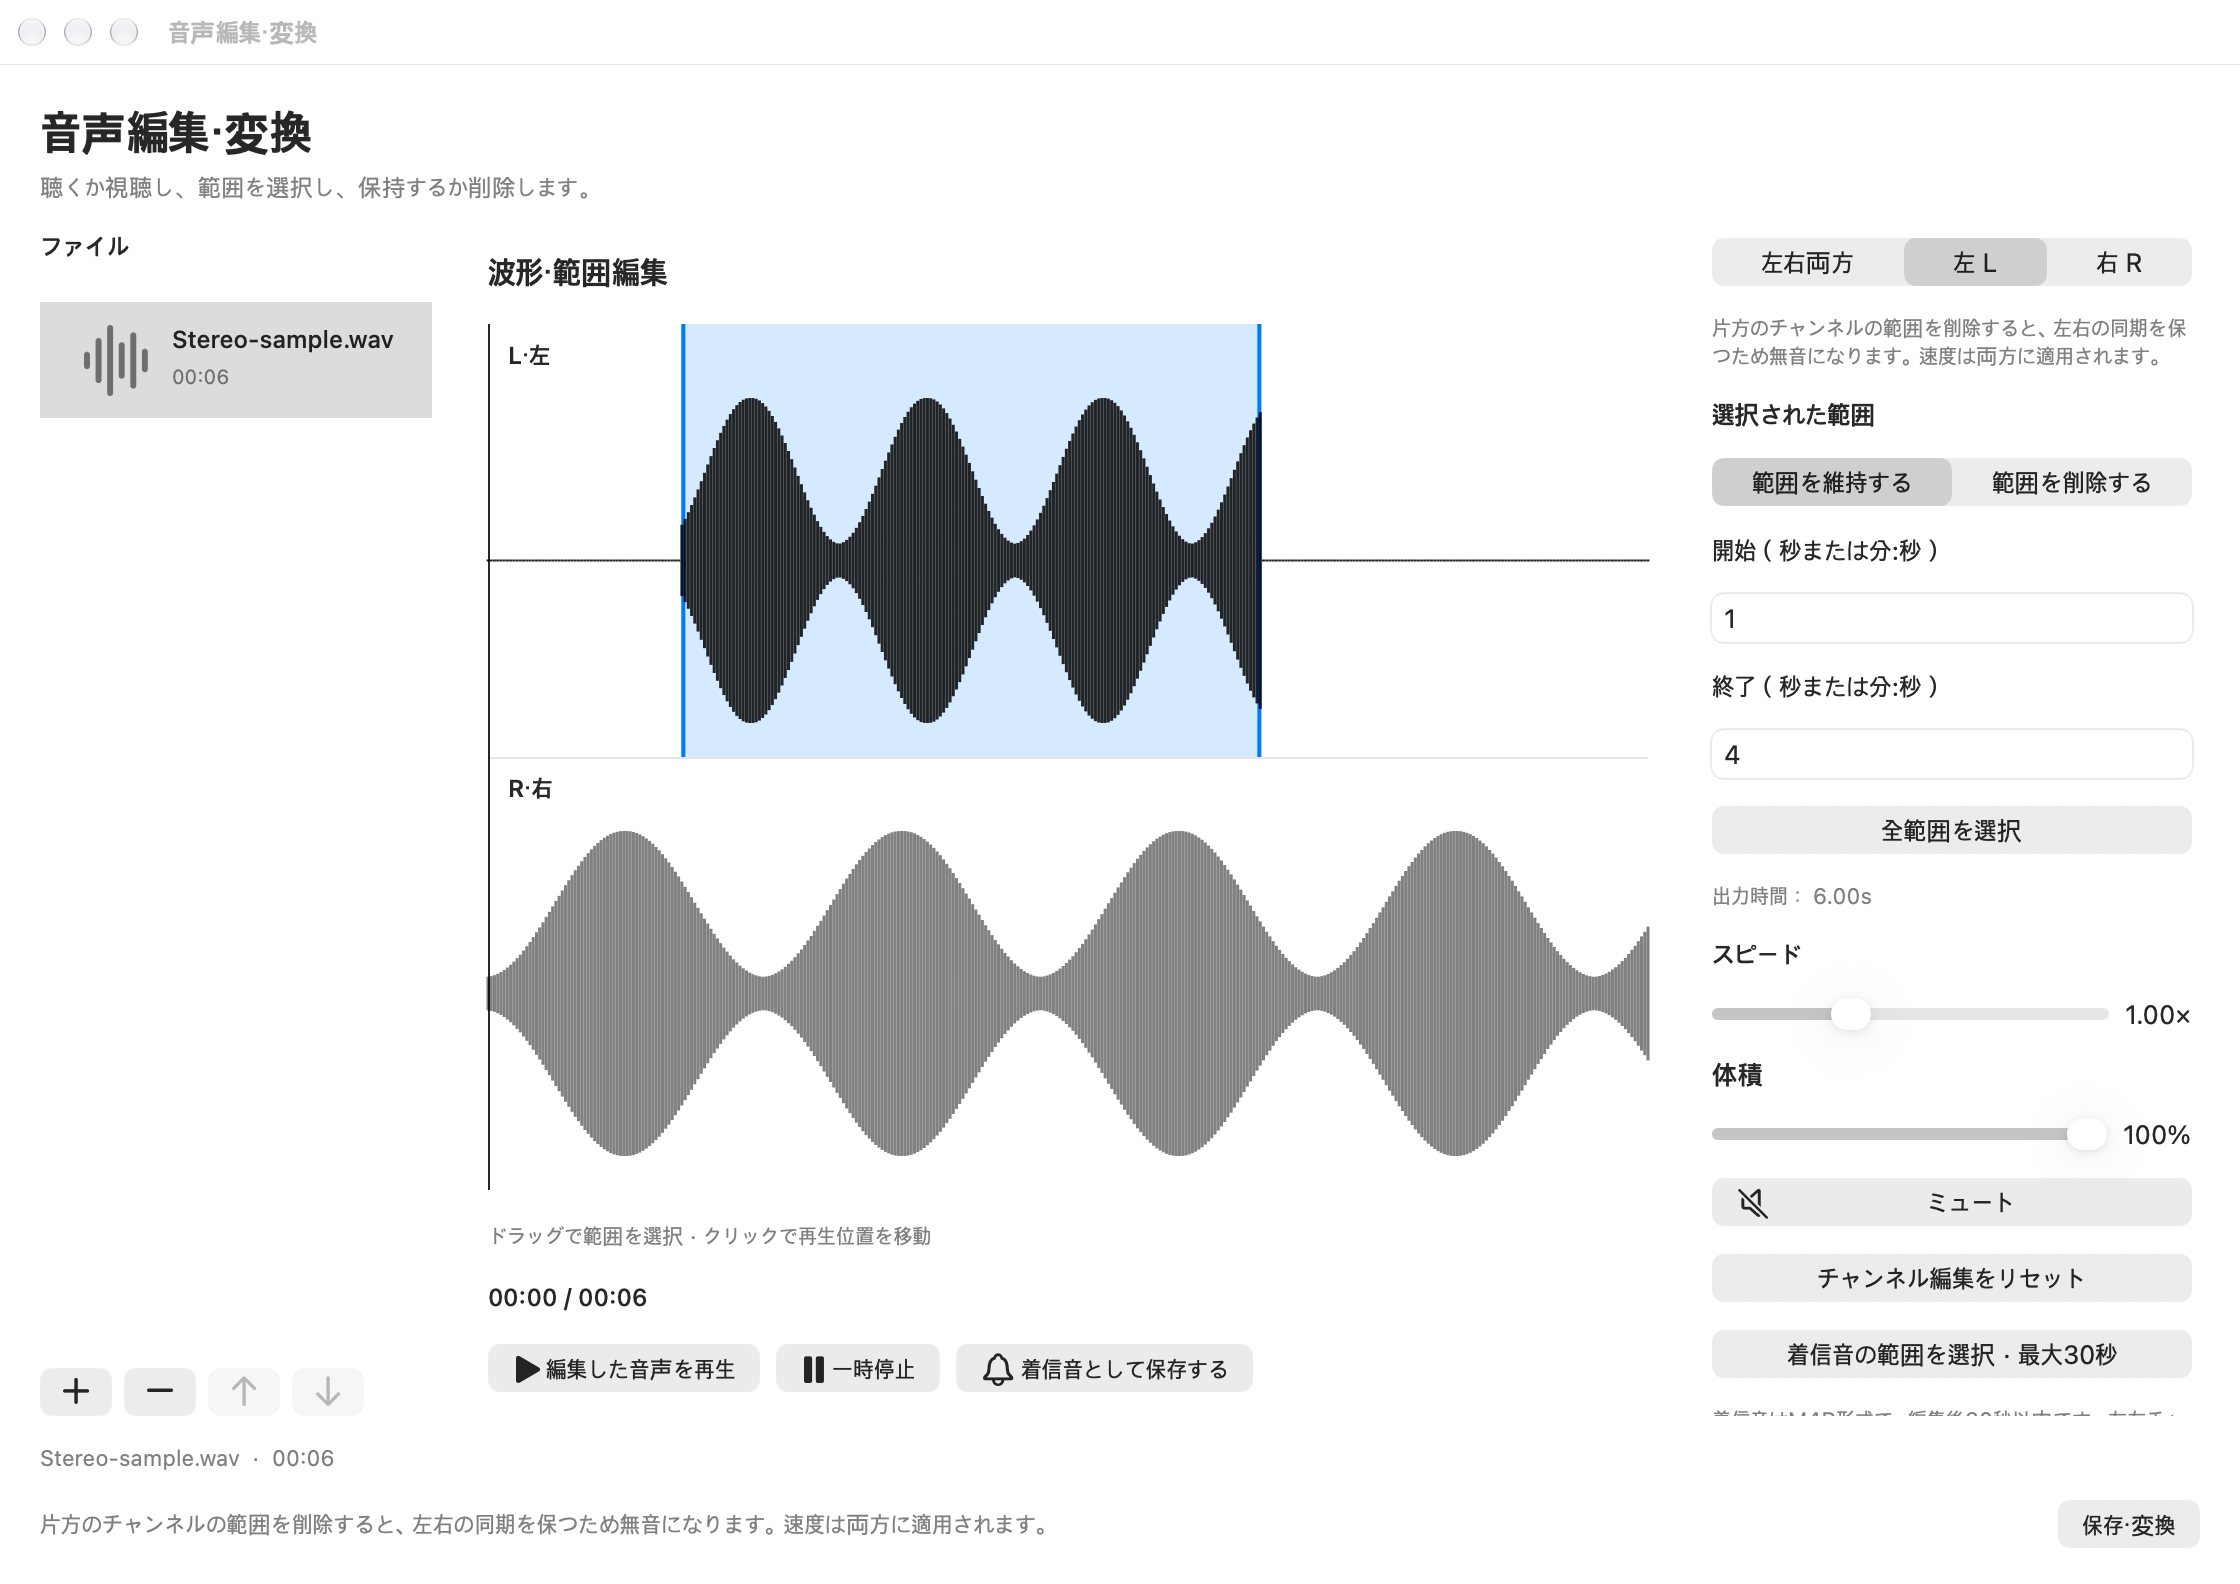 音声編集·変換
音声編集·変換
聴くか視聴し、範囲を選択し、保持するか削除します。
ファイル
Stereo-sample.wav
00:06
波形·範囲編集
L·左
R·右
ドラッグで範囲を選択 · クリックで再生位置を移動
00:00 / 00:06
編集した音声を再生
一時停止
着信音として保存する
左右両方
左 L
右 R
片方のチャンネルの範囲を削除すると、左右の同期を保
つため無音になります。速度は両方に適用されます。
選択された範囲
範囲を維持する
範囲を削除する
開始 ( 秒または分:秒 )
1
終了 ( 秒または分:秒 )
4
全範囲を選択
出力時間： 6.00s
スピード
1.00×
体積
100%
ミュート
チャンネル編集をリセット
着信音の範囲を選択 · 最大30秒
Stereo-sample.wav · 00:06
片方のチャンネルの範囲を削除すると、左右の同期を保つため無音になります。速度は両方に適用されます。
保存·変換